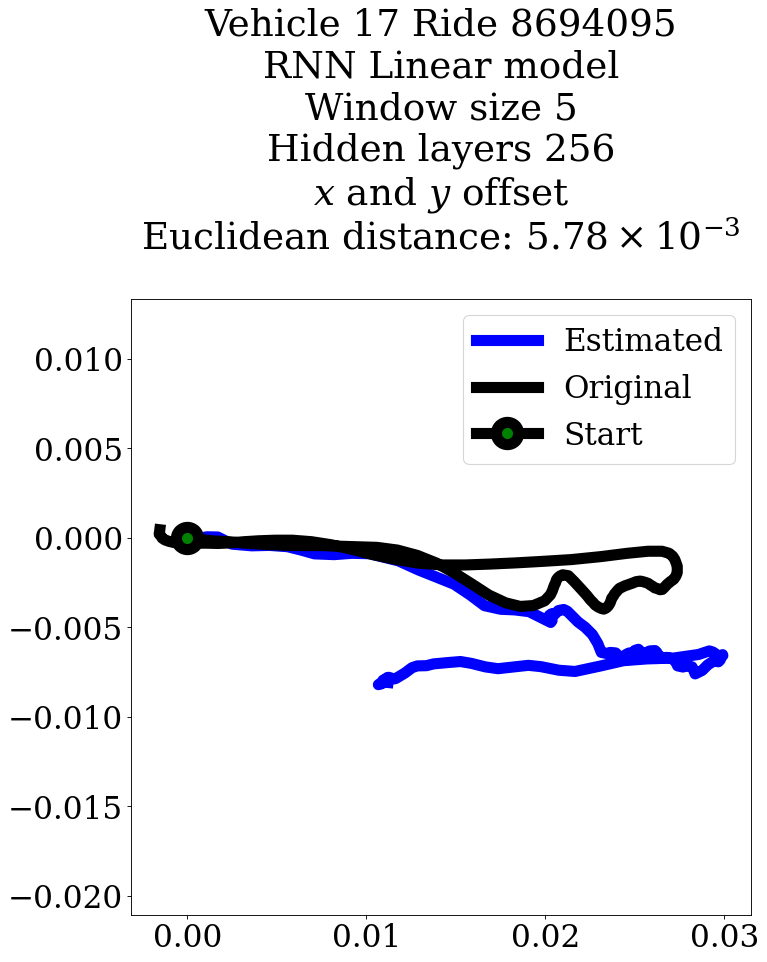 Vehicle 17 Ride 8694095
RNN Linear model
Window size 5
Hidden layers 256
x and y offset
Euclidean distance: 5.78 × 10⁻³
Estimated
Original
Start
0.010
0.005
0.000
−0.005
−0.010
−0.015
−0.020
0.00 0.01 0.02 0.03